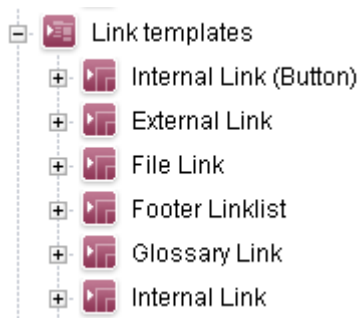 Link templates
Internal Link (Button)
External Link
File Link
Footer Linklist
Glossary Link
Internal Link